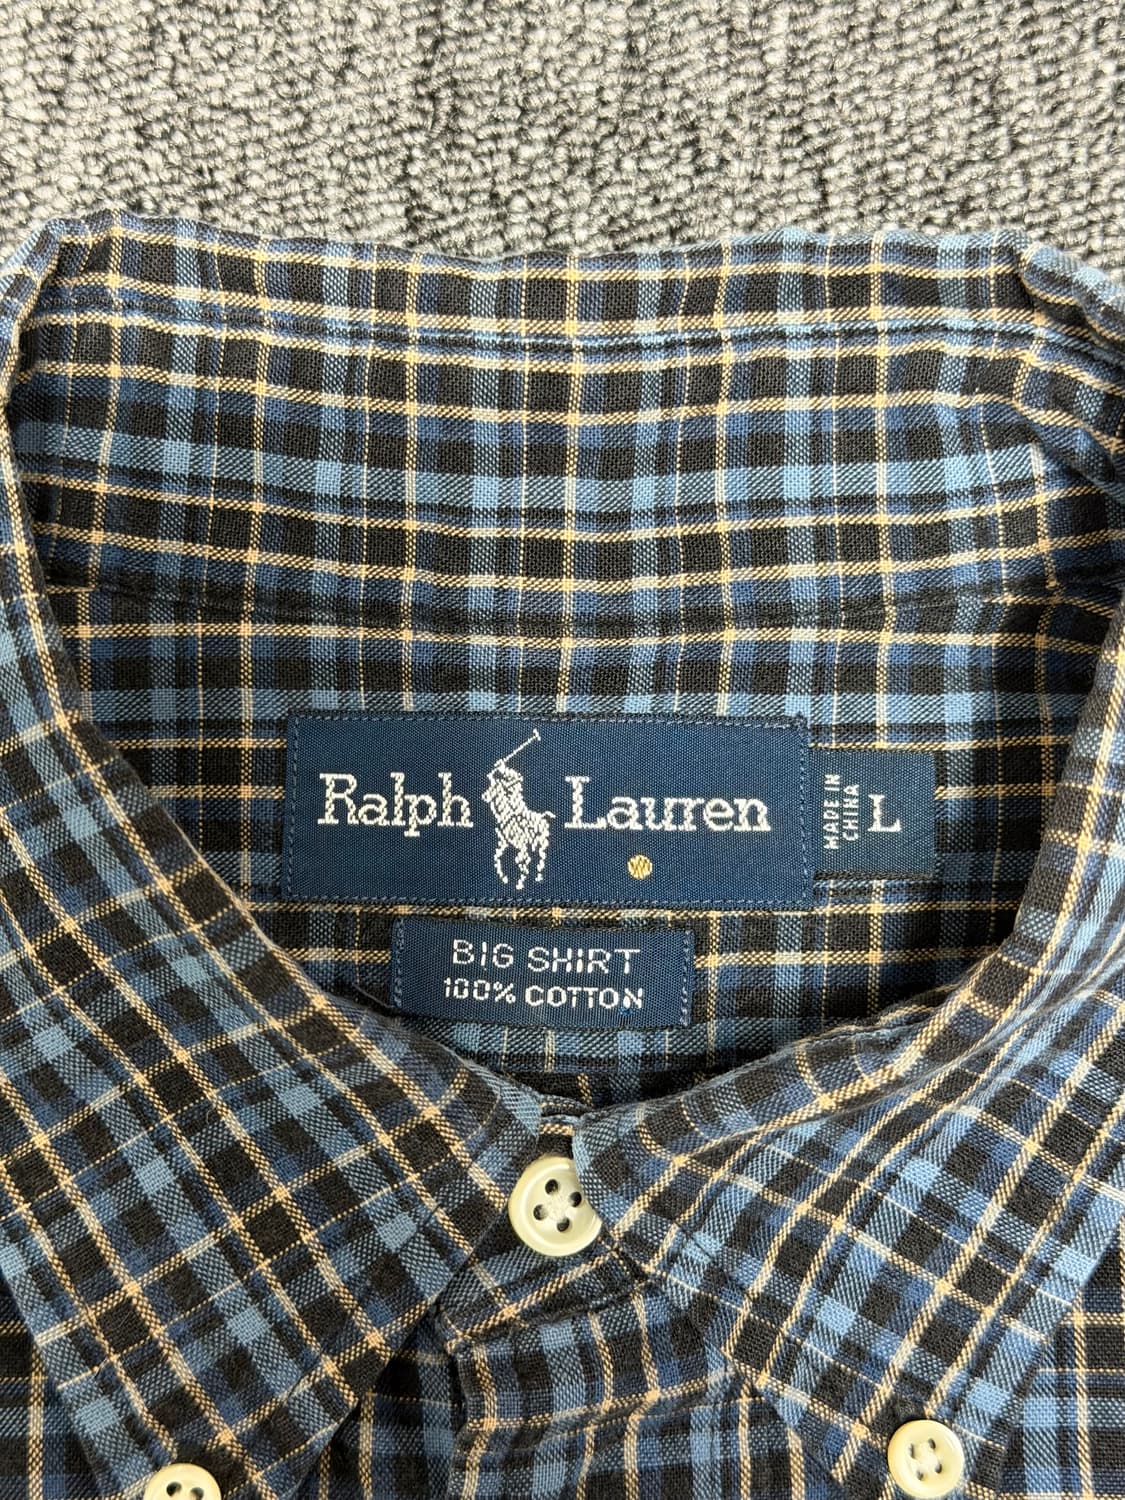 Ralph Lauren
MADE IN
CHINA
L
BIG SHIRT
100% COTTON